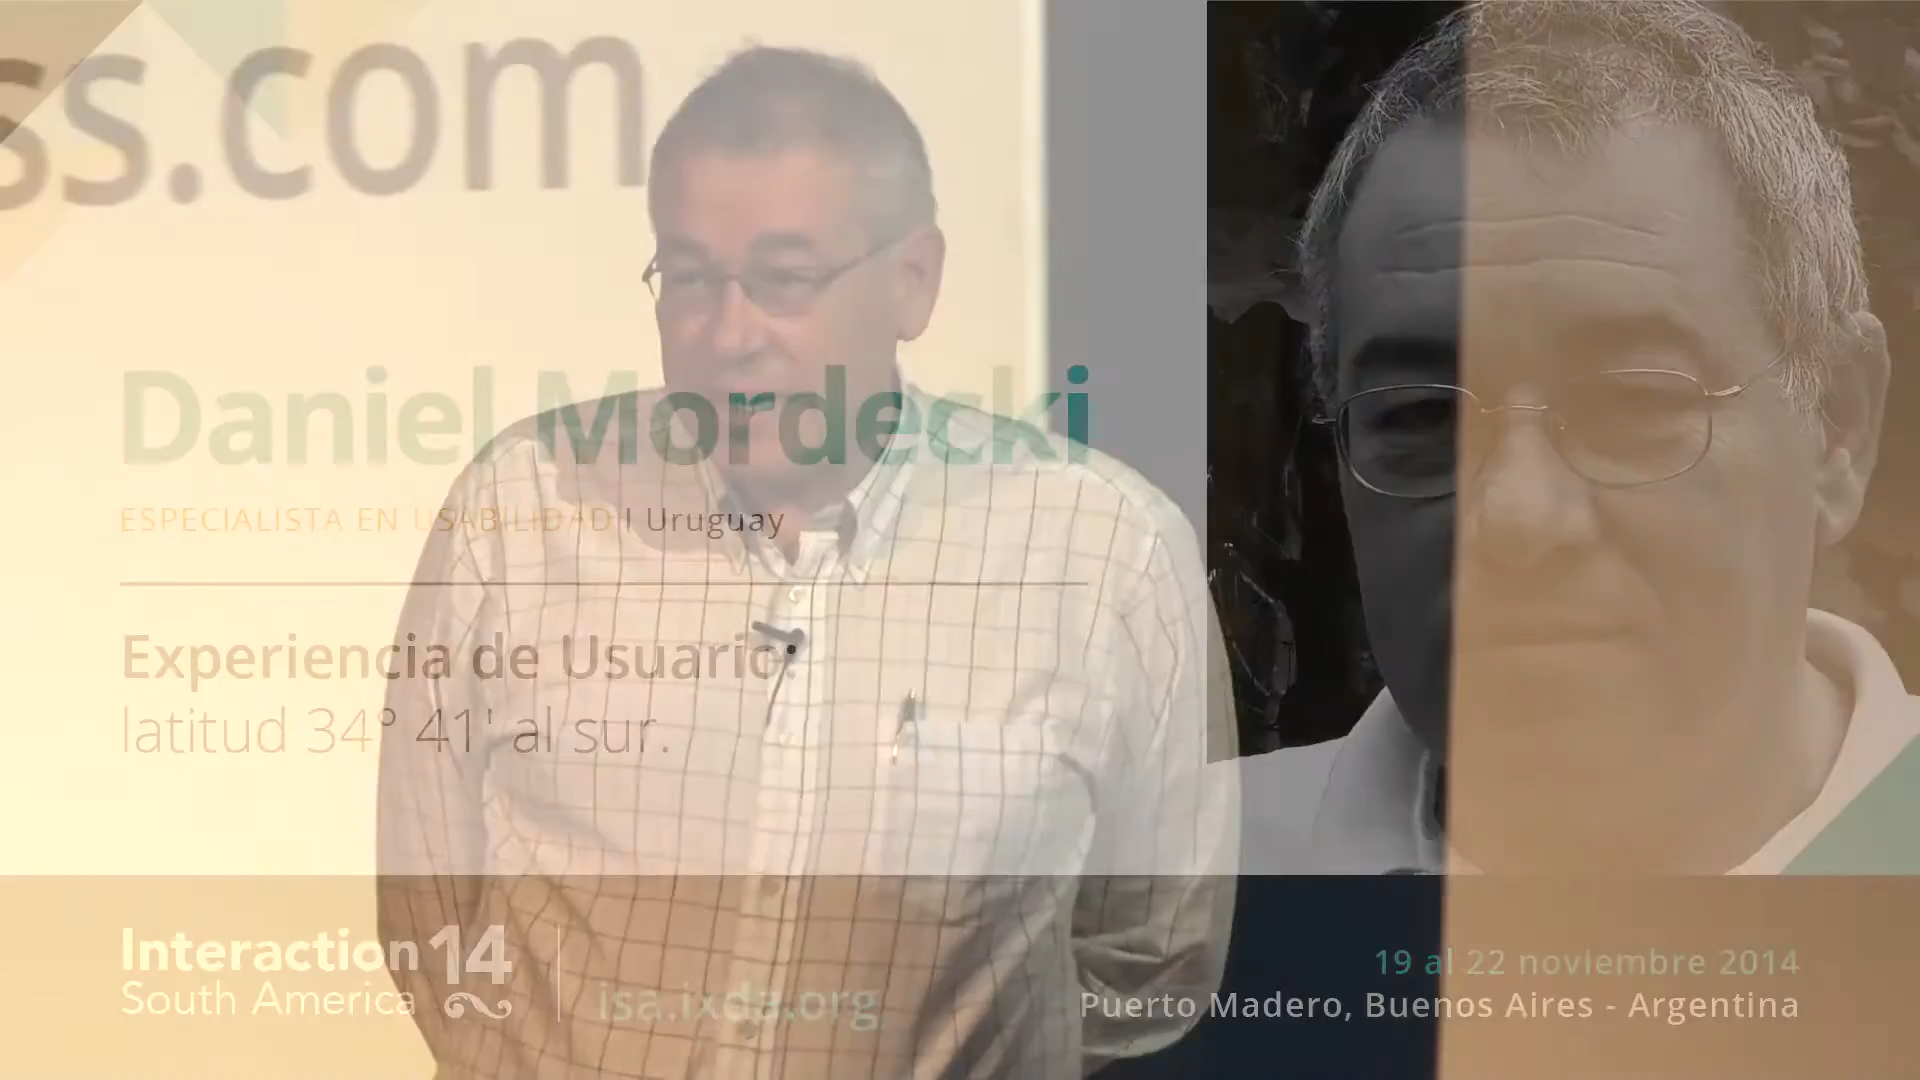 ss.com
Daniel Mordecki
ESPECIALISTA EN USABILIDAD | Uruguay
Experiencia de Usuario:
latitud 34° 41' al sur.
Interaction 14
South America
isa.ixda.org
19 al 22 noviembre 2014
Puerto Madero, Buenos Aires - Argentina